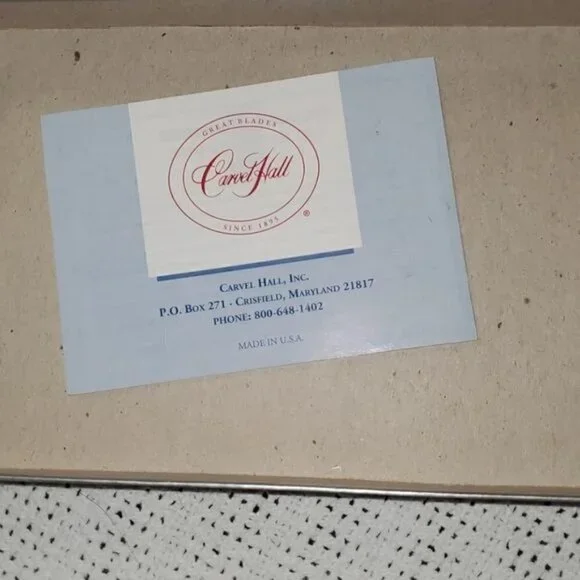 GREAT BLADES
Carvel Hall
SINCE 1895
®
CARVEL HALL, INC.
P.O. BOX 271 · CRISFIELD, MARYLAND 21817
PHONE: 800-648-1402
MADE IN U.S.A.